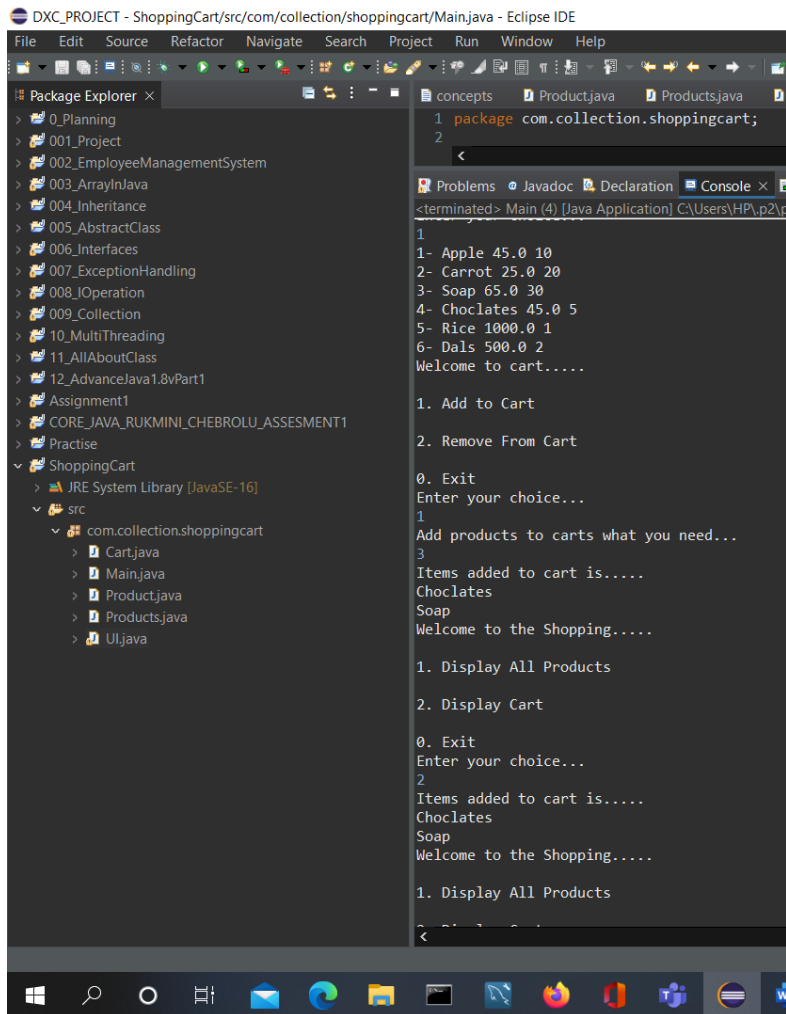 DXC_PROJECT - ShoppingCart/src/com/collection/shoppingcart/Main.java - Eclipse IDE
File Edit Source Refactor Navigate Search Project Run Window Help
Package Explorer
0_Planning
001_Project
002_EmployeeManagementSystem
003_ArrayInJava
004_Inheritance
005_AbstractClass
006_Interfaces
007_ExceptionHandling
008_IOperation
009_Collection
10_MultiThreading
11_AllAboutClass
12_AdvanceJava1.8vPart1
Assignment1
CORE_JAVA_RUKMINI_CHEBROLU_ASSESMENT1
Practise
ShoppingCart
JRE System Library [JavaSE-16]
src
com.collection.shoppingcart
Cart.java
Main.java
Product.java
Products.java
UI.java
concepts Product.java Products.java
1 package com.collection.shoppingcart;
2
Problems Javadoc Declaration Console
<terminated> Main (4) [Java Application] C:\Users\HP\.p2\
1
1- Apple 45.0 10
2- Carrot 25.0 20
3- Soap 65.0 30
4- Choclates 45.0 5
5- Rice 1000.0 1
6- Dals 500.0 2
Welcome to cart.....
1. Add to Cart
2. Remove From Cart
0. Exit
Enter your choice...
1
Add products to carts what you need...
3
Items added to cart is.....
Choclates
Soap
Welcome to the Shopping.....
1. Display All Products
2. Display Cart
0. Exit
Enter your choice...
2
Items added to cart is.....
Choclates
Soap
Welcome to the Shopping.....
1. Display All Products